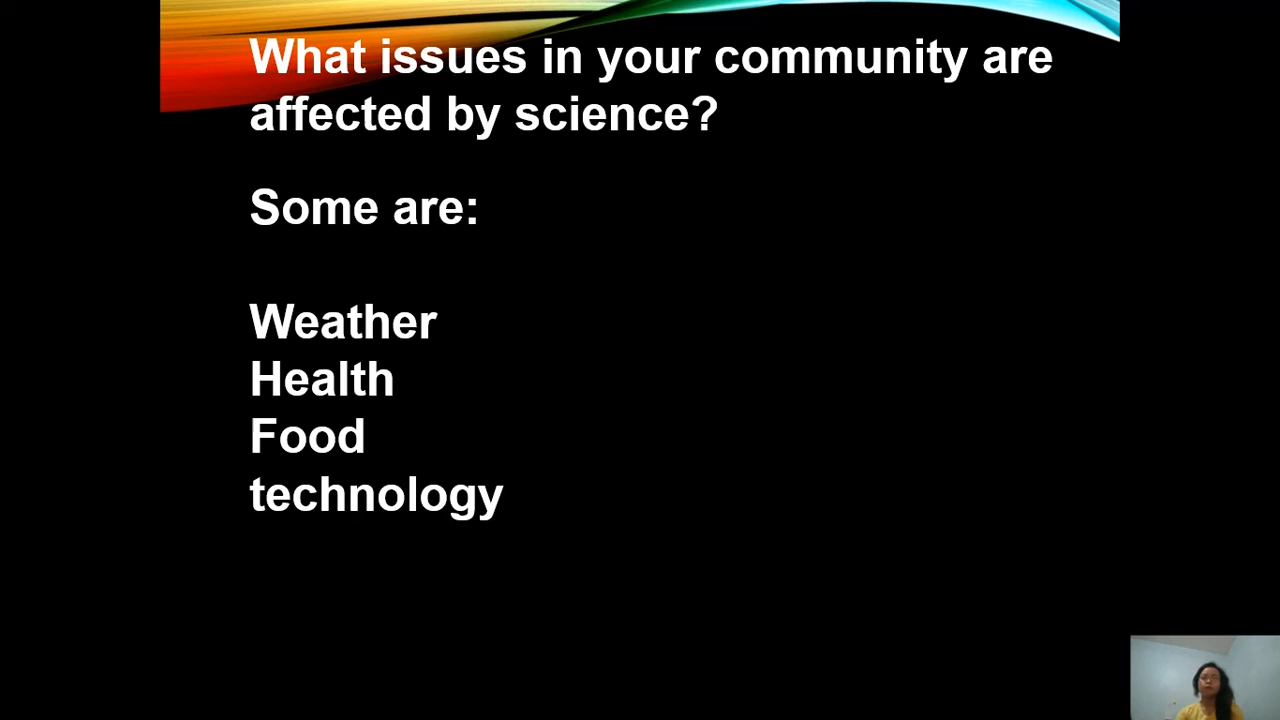 What issues in your community are
affected by science?
Some are:
Weather
Health
Food
technology